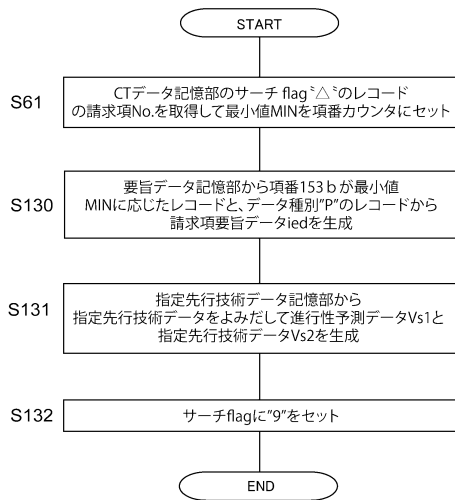 START
S61
CTデータ記憶部のサーチ flag〝△〝のレコード
の請求項No.を取得して最小値MINを項番カウンタにセット
S130
要旨データ記憶部から項番153ｂが最小値
MINに応じたレコードと、データ種別"P"のレコードから
請求項要旨データiedを生成
S131
指定先行技術データ記憶部から
指定先行技術データをよみだして進行性予測データVs1と
指定先行技術データVs2を生成
S132
サーチflagに"9"をセット
END